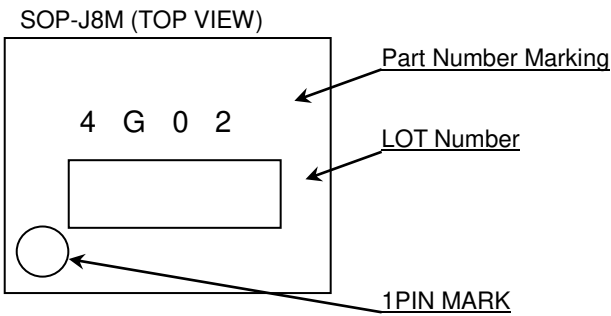 SOP-J8M (TOP VIEW)
Part Number Marking
4 G 0 2
LOT Number
1PIN MARK